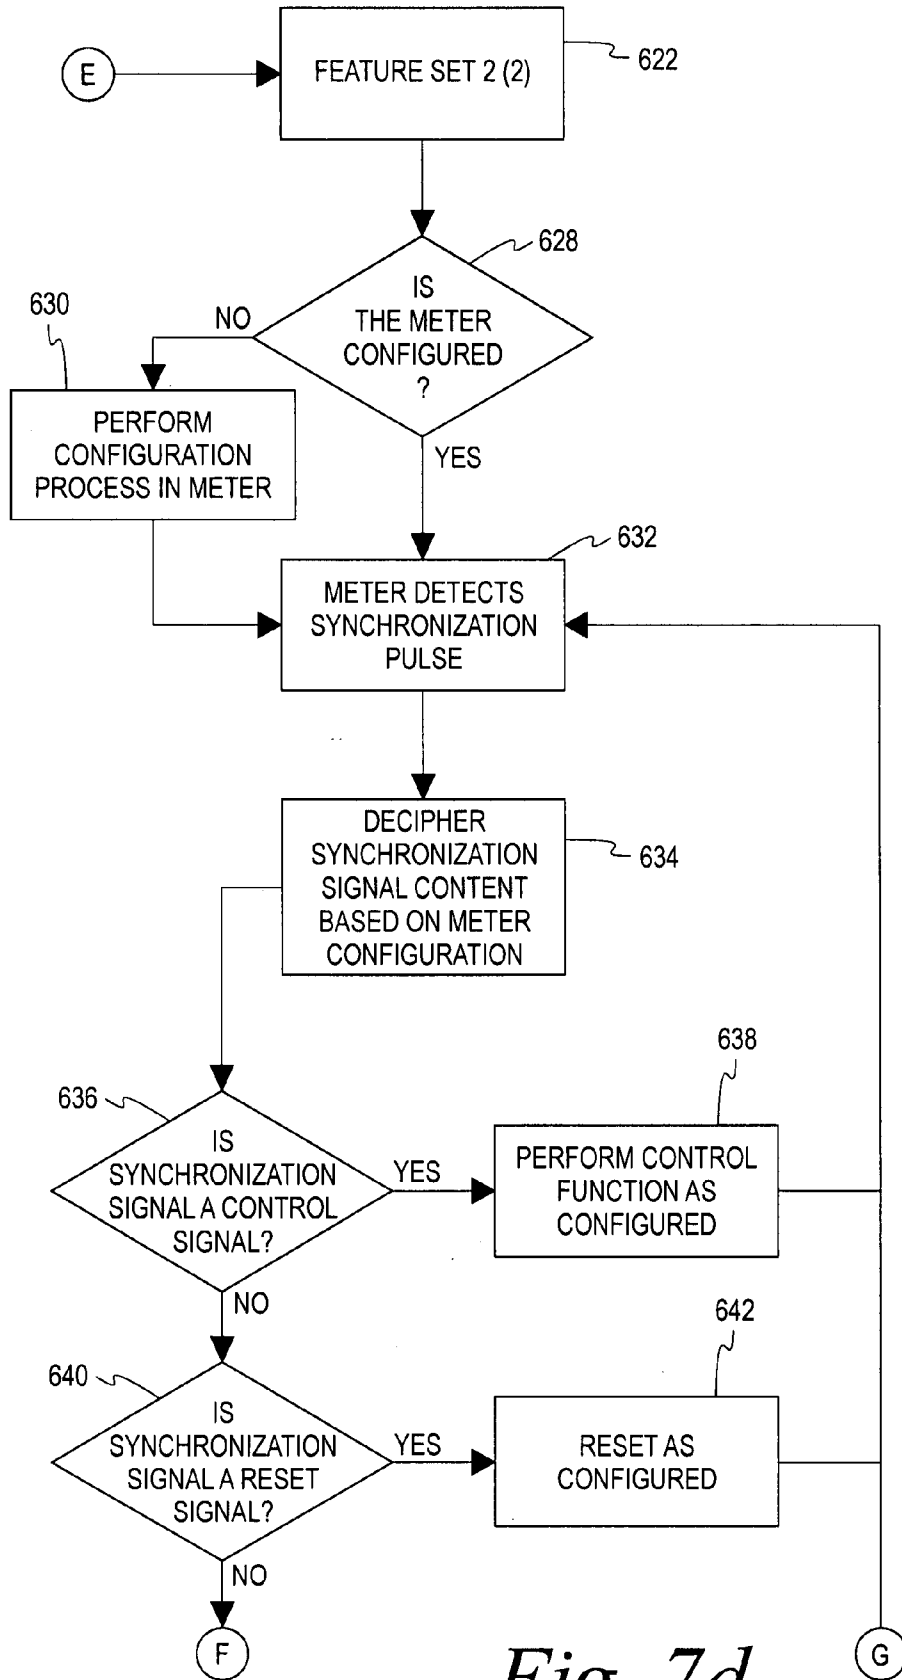 E
FEATURE SET 2 (2)
622
628
IS
THE METER
CONFIGURED
?
NO
630
PERFORM
CONFIGURATION
PROCESS IN METER
YES
632
METER DETECTS
SYNCHRONIZATION
PULSE
DECIPHER
SYNCHRONIZATION
SIGNAL CONTENT
BASED ON METER
CONFIGURATION
634
636
IS
SYNCHRONIZATION
SIGNAL A CONTROL
SIGNAL?
YES
638
PERFORM CONTROL
FUNCTION AS
CONFIGURED
NO
640
IS
SYNCHRONIZATION
SIGNAL A RESET
SIGNAL?
YES
642
RESET AS
CONFIGURED
NO
F
Fig. 7d
G